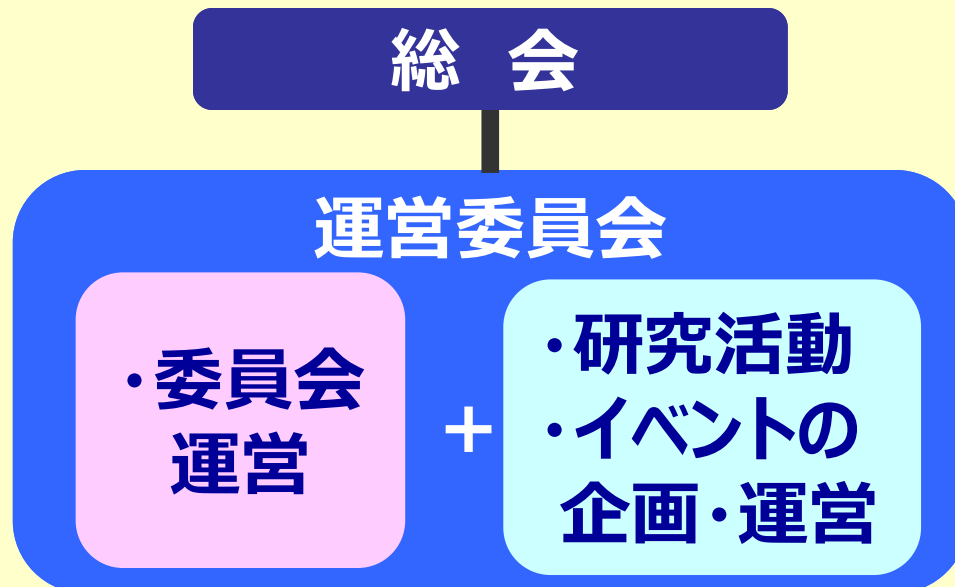 総 会
運営委員会
・委員会
運営
+
・研究活動
・イベントの
企画・運営